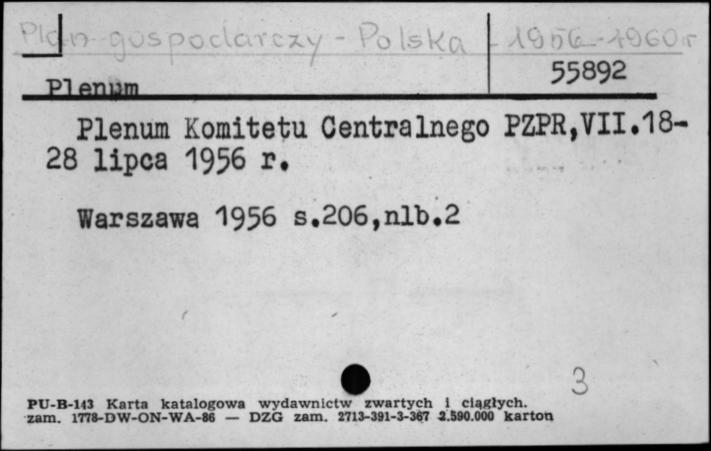 Plan gospodarczy - Polska - 1956-1960 r
55892
Plenum
Plenum Komitetu Centralnego PZPR,VII.18-
28 lipca 1956 r.
Warszawa 1956 s.206,nlb.2
3
PU-B-143 Karta katalogowa wydawnictw zwartych i ciągłych.
zam. 1778-DW-ON-WA-86 — DZG zam. 2713-391-3-367 2.590.000 karton